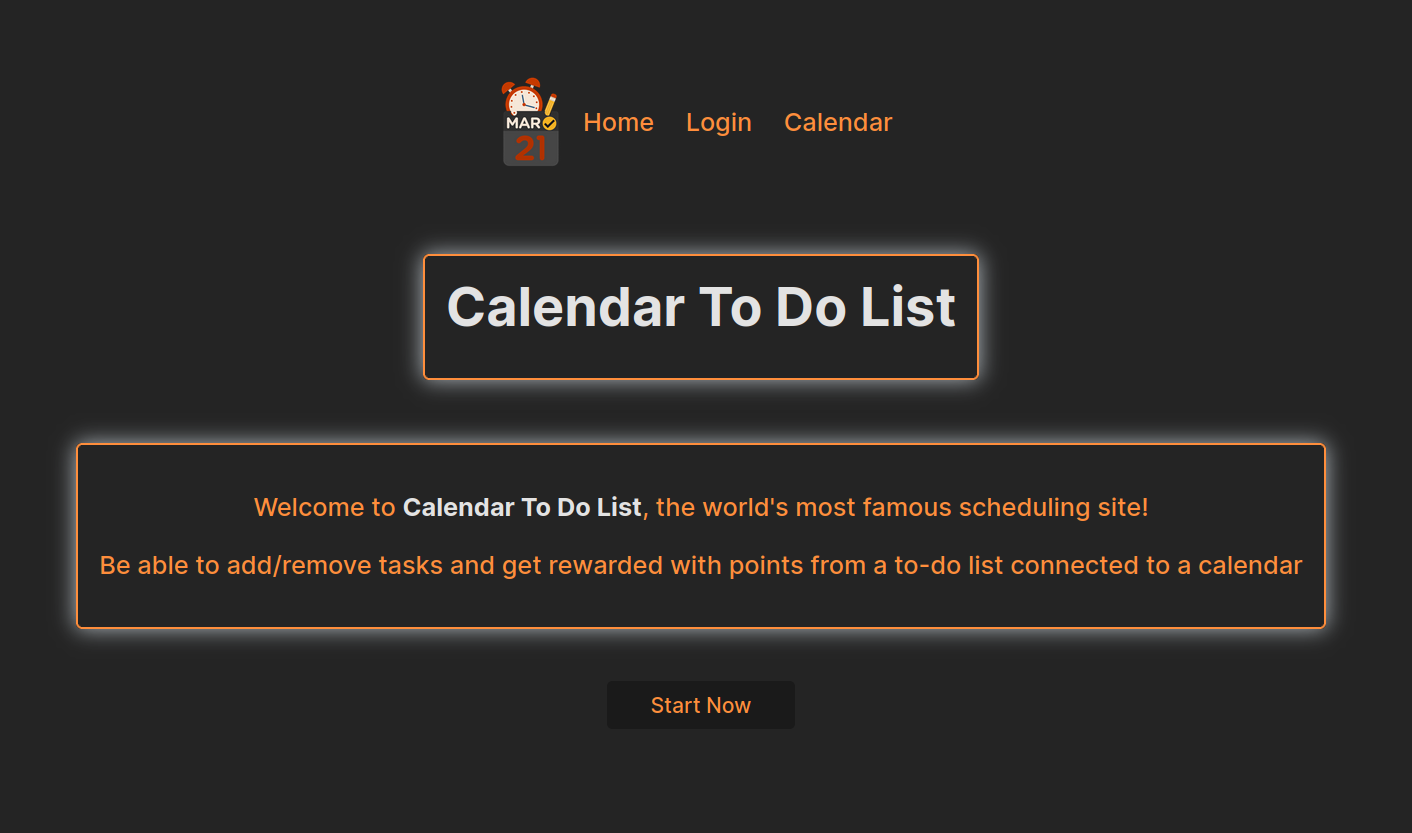 MAR
21
Home Login Calendar
Calendar To Do List
Welcome to Calendar To Do List, the world's most famous scheduling site!
Be able to add/remove tasks and get rewarded with points from a to-do list connected to a calendar
Start Now